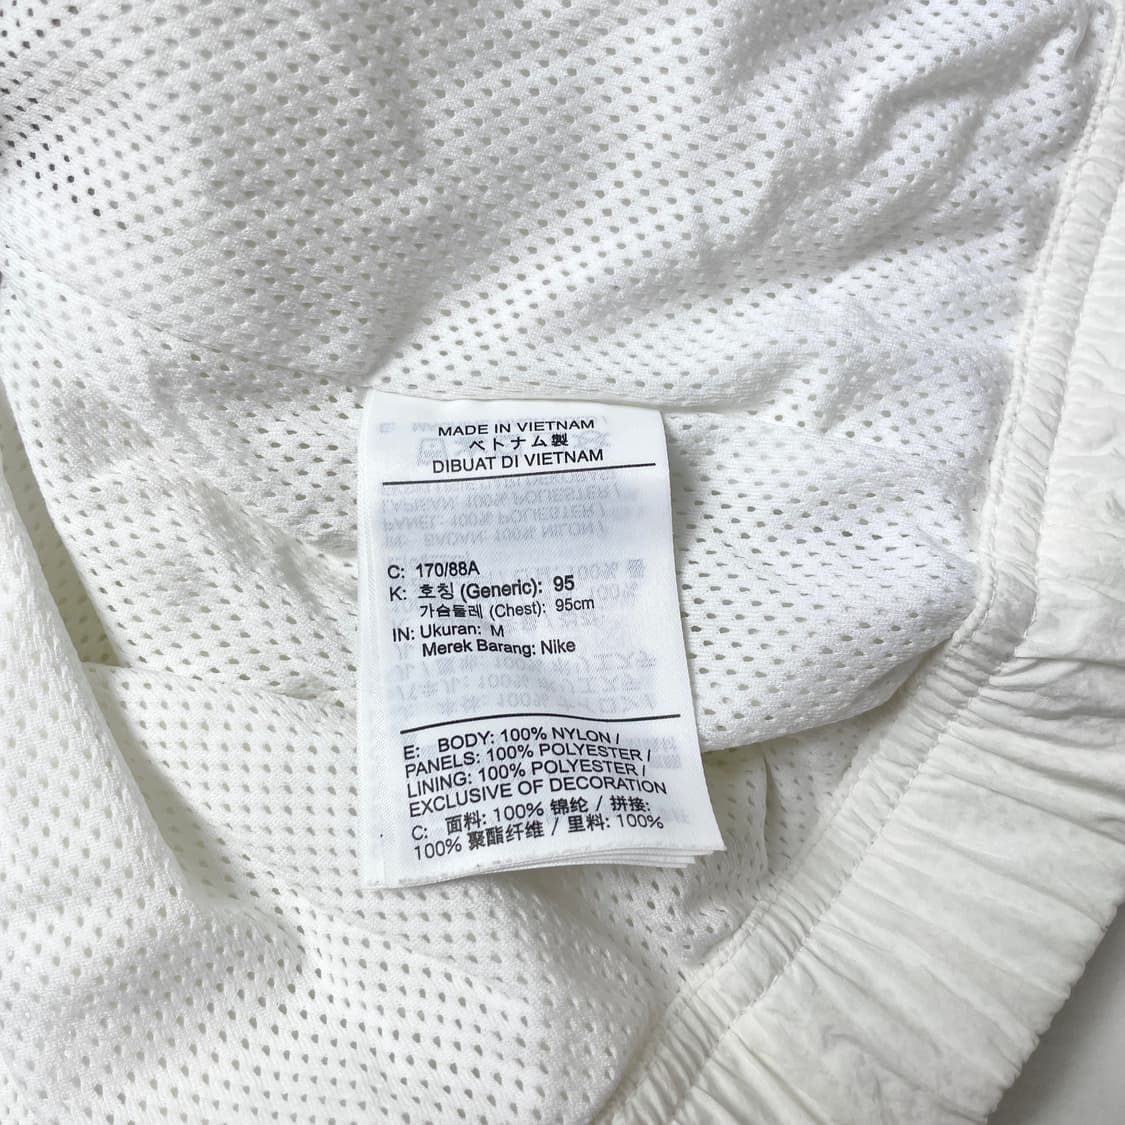 MADE IN VIETNAM
ベトナム製
DIBUAT DI VIETNAM
C: 170/88A
K: 호칭 (Generic): 95
가슴둘레 (Chest): 95cm
IN: Ukuran: M
Merek Barang: Nike
E: BODY: 100% NYLON /
PANELS: 100% POLYESTER /
LINING: 100% POLYESTER /
EXCLUSIVE OF DECORATION
C: 面料: 100% 锦纶 / 拼接:
100% 聚酯纤维 / 里料: 100%